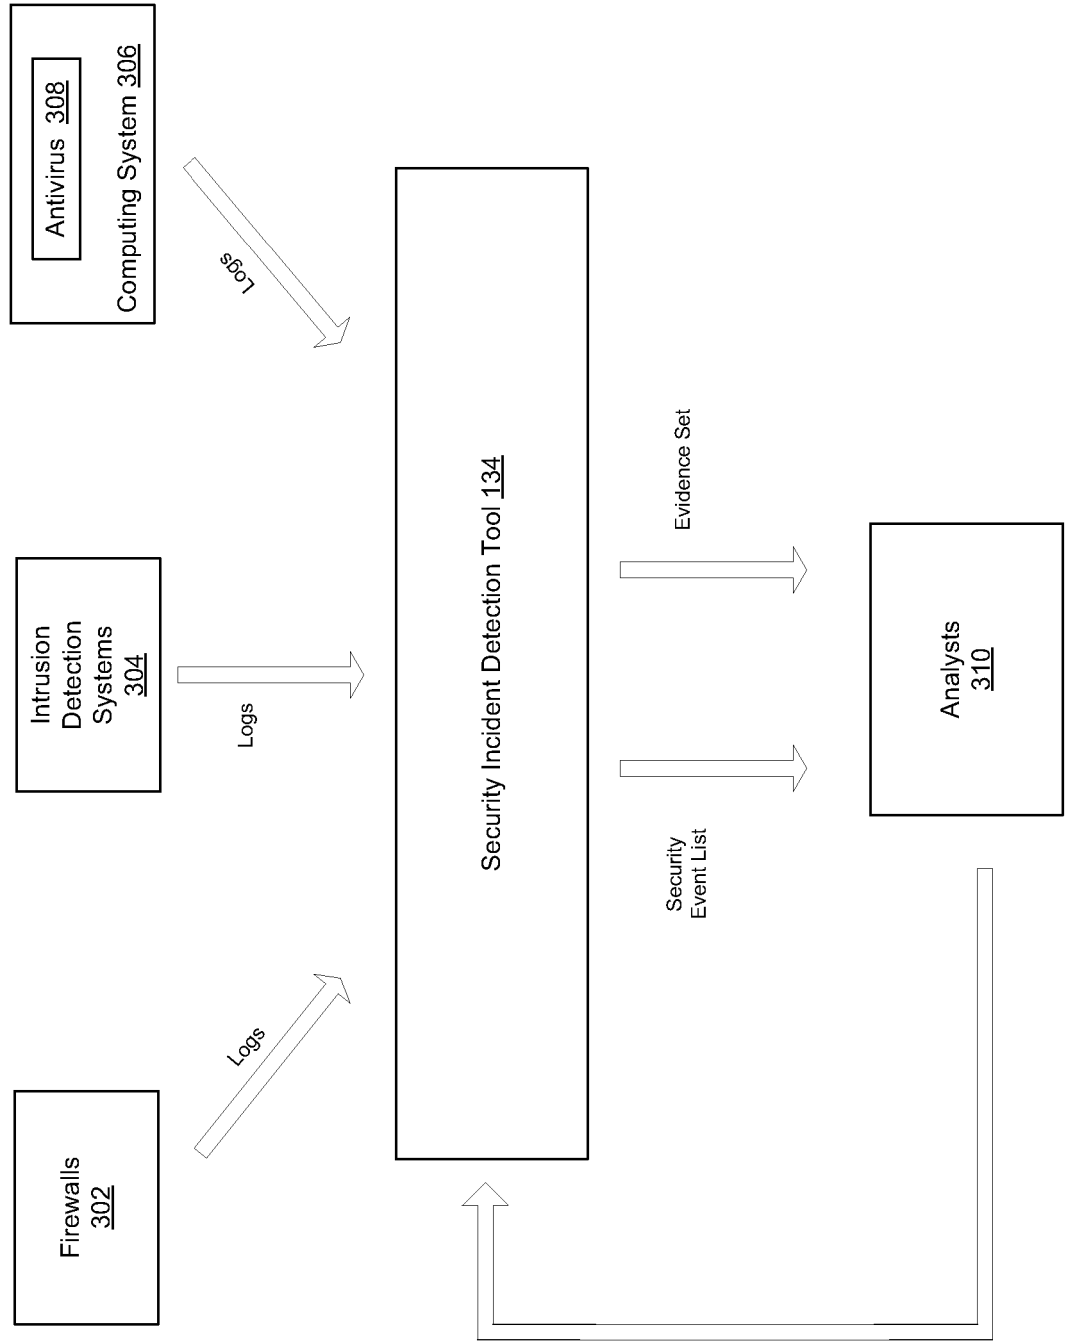 Firewalls
302
Intrusion
Detection
Systems
304
Antivirus 308
Computing System 306
Logs
Logs
Logs
Security Incident Detection Tool 134
Security
Event List
Evidence Set
Analysts
310